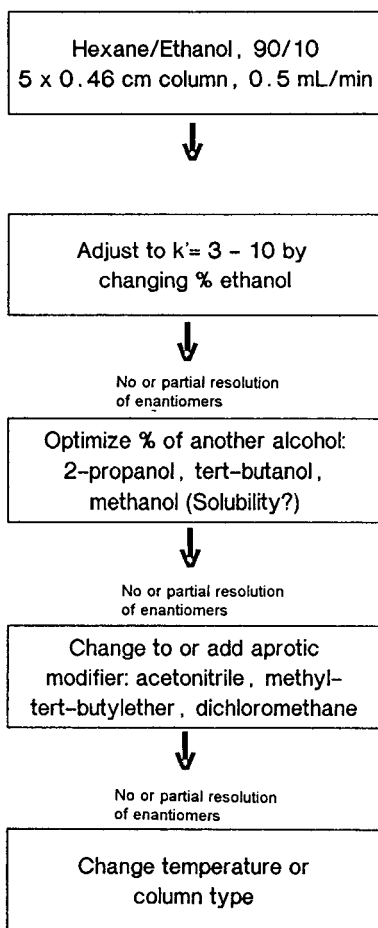 Hexane/Ethanol, 90/10
5 x 0.46 cm column, 0.5 mL/min
Adjust to k'= 3 - 10 by
changing % ethanol
No or partial resolution
of enantiomers
Optimize % of another alcohol:
2-propanol, tert-butanol,
methanol (Solubility?)
No or partial resolution
of enantiomers
Change to or add aprotic
modifier: acetonitrile, methyl-
tert-butylether, dichloromethane
No or partial resolution
of enantiomers
Change temperature or
column type